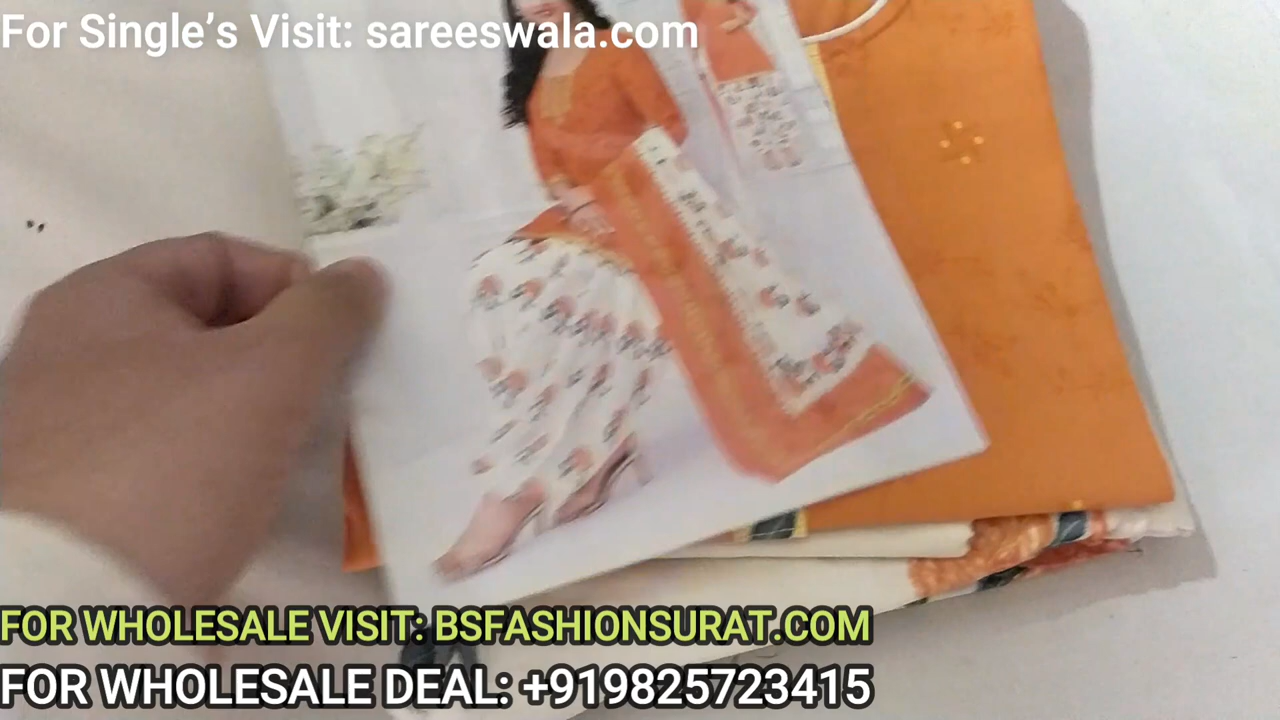 For Single’s Visit: sareeswala.com
FOR WHOLESALE VISIT: BSFASHIONSURAT.COM
FOR WHOLESALE DEAL: +919825723415